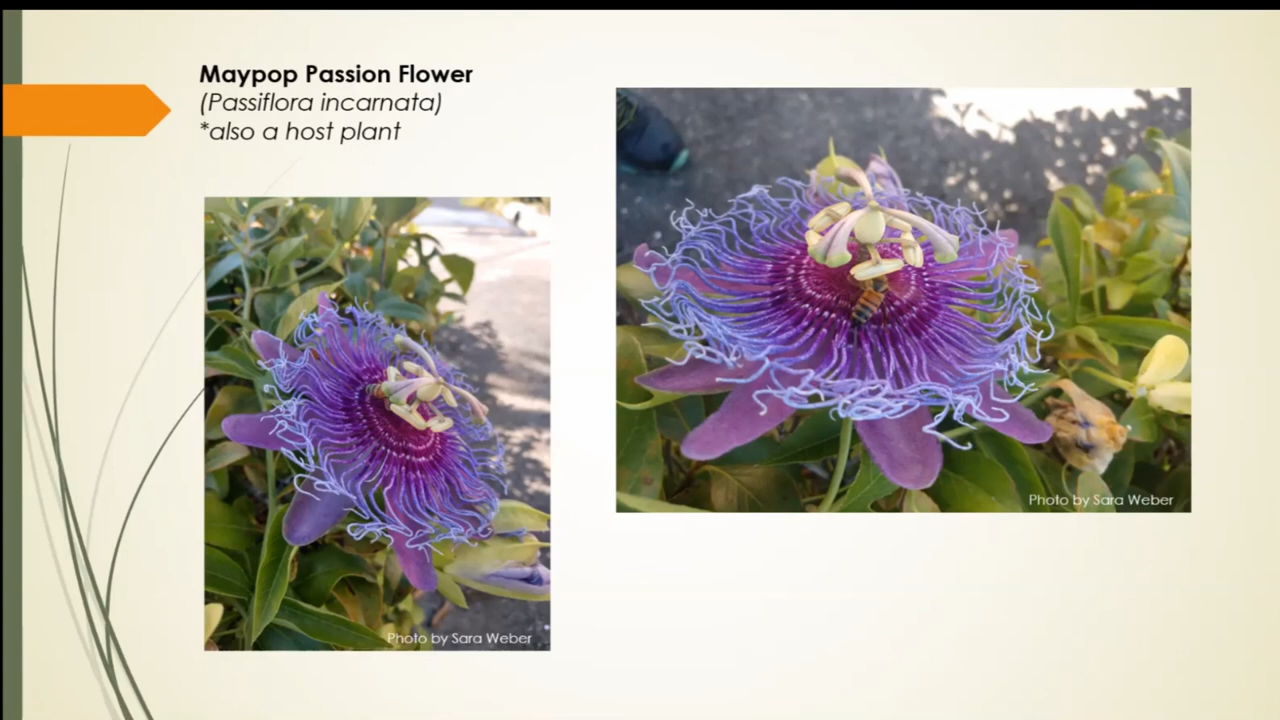 Maypop Passion Flower
(Passiflora incarnata)
*also a host plant
Photo by Sara Weber
Photo by Sara Weber